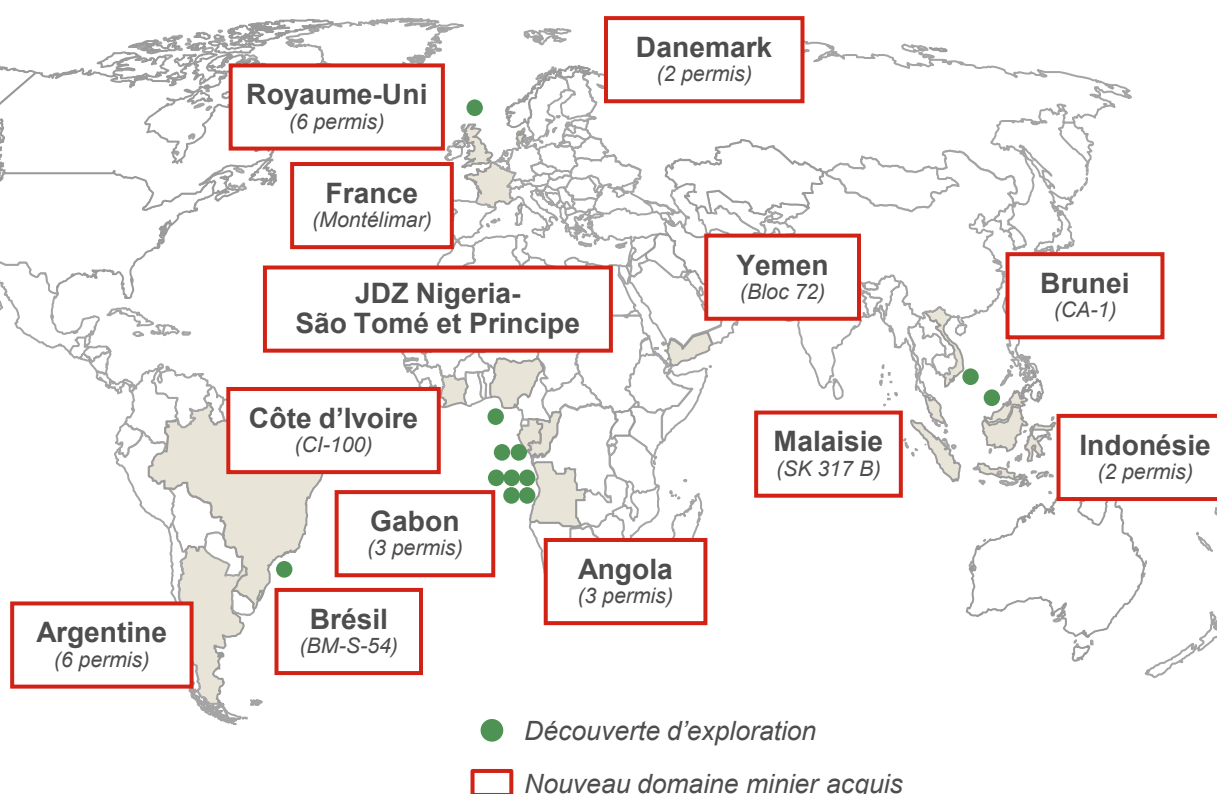 Danemark
(2 permis)
Royaume-Uni
(6 permis)
France
(Montélimar)
Yemen
(Bloc 72)
Brunei
(CA-1)
JDZ Nigeria-
São Tomé et Principe
Côte d’Ivoire
(CI-100)
Malaisie
(SK 317 B)
Indonésie
(2 permis)
Gabon
(3 permis)
Angola
(3 permis)
Argentine
(6 permis)
Brésil
(BM-S-54)
Découverte d’exploration
Nouveau domaine minier acquis